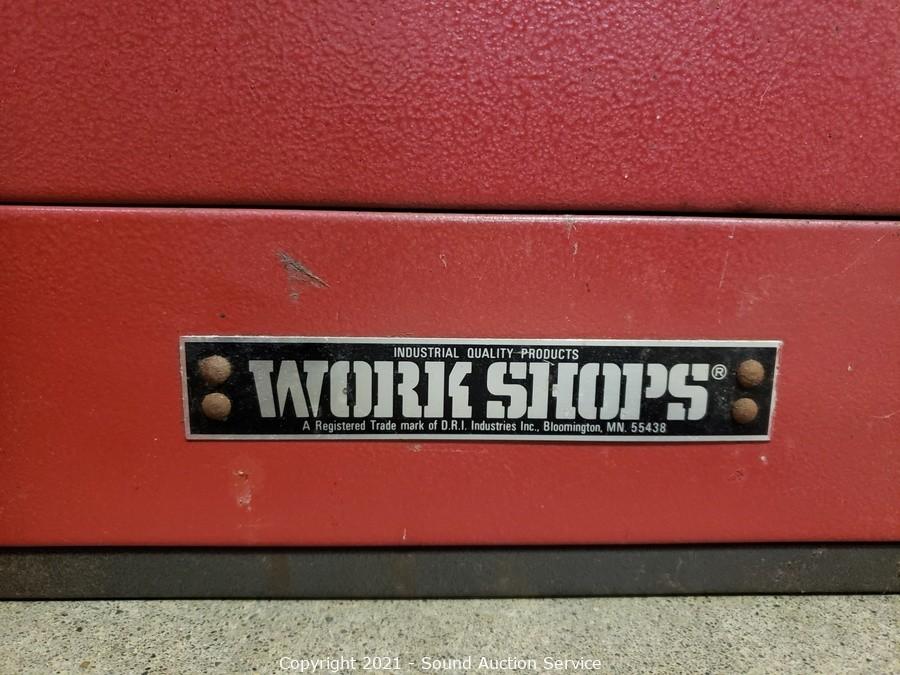 INDUSTRIAL QUALITY PRODUCTS
WORK SHOPS®
A Registered Trade mark of D.R.I. Industries Inc., Bloomington, MN. 55438
Copyright 2021 - Sound Auction Service